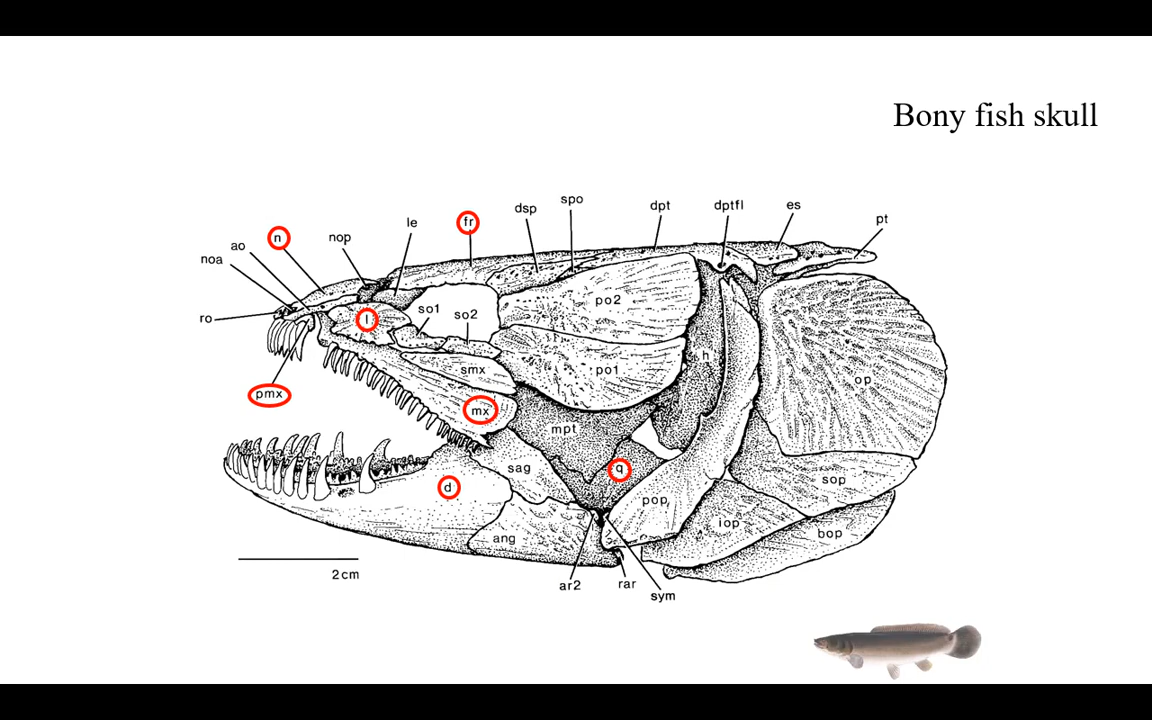 Bony fish skull
spo
fr
dsp
dpt
dptfl
es
pt
le
n
nop
ao
noa
po2
so1
so2
ro
l
h
smx
po1
op
pmx
mx
mpt
sag
q
sop
d
pop
iop
bop
ang
2cm
ar2
rar
sym